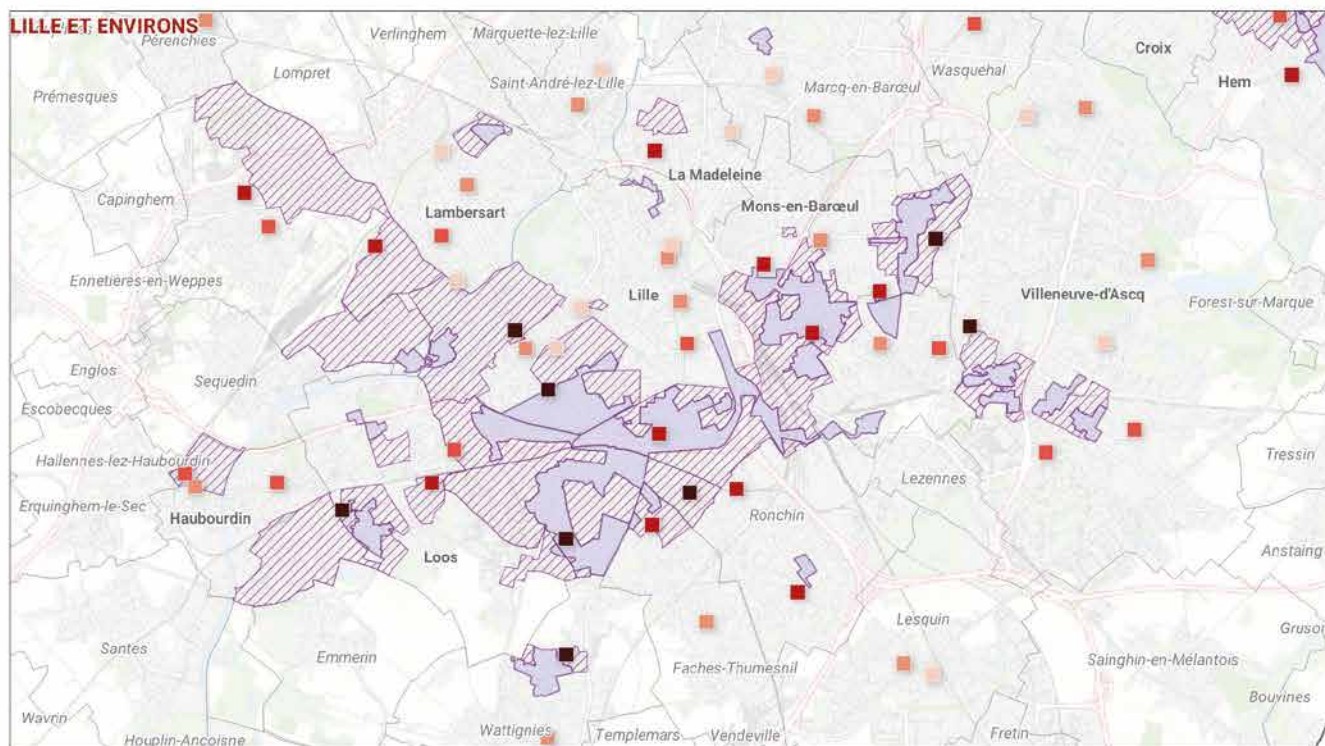 LILLE ET ENVIRONS
Pérenchies
Verlinghem
Marquette-lez-Lille
Croix
Lompret
Saint-André-lez-Lille
Wasquehal
Prémesques
Marcq-en-Barœul
Hem
La Madeleine
Capinghem
Lambersart
Mons-en-Barœul
Ennetières-en-Weppes
Lille
Villeneuve-d'Ascq
Forest-sur-Marque
Englos
Sequedin
Escobecques
Hallennes-lez-Haubourdin
Tressin
Lezennes
Erquinghem-le-Sec
Haubourdin
Ronchin
Loos
Anstaing
Lesquin
Gruson
Santes
Emmerin
Faches-Thumesnil
Sainghin-en-Mélantois
Bouvines
Wavrin
Wattignies
Templemars
Vendeville
Fretin
Houplin-Ancoisne